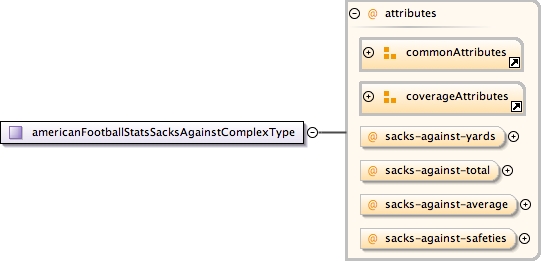 attributes
commonAttributes
coverageAttributes
americanFootballStatsSacksAgainstComplexType
sacks-against-yards
sacks-against-total
sacks-against-average
sacks-against-safeties